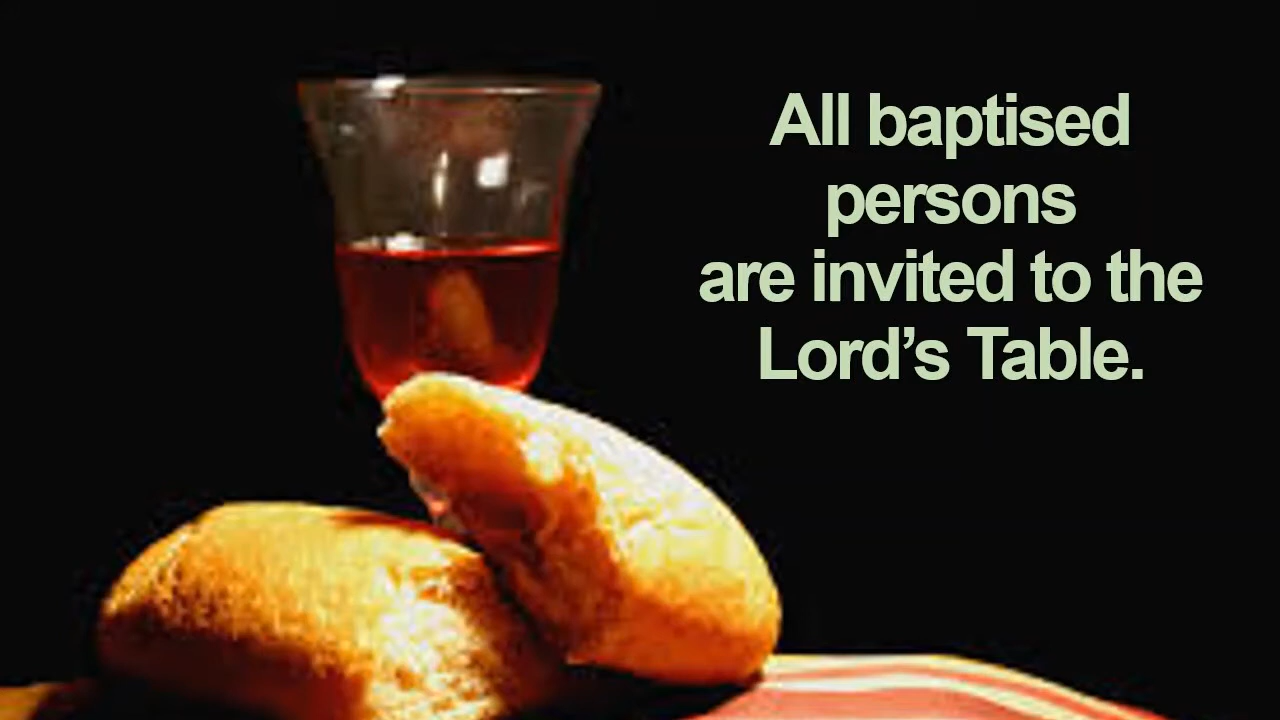 All baptised
persons
are invited to the
Lord’s Table.